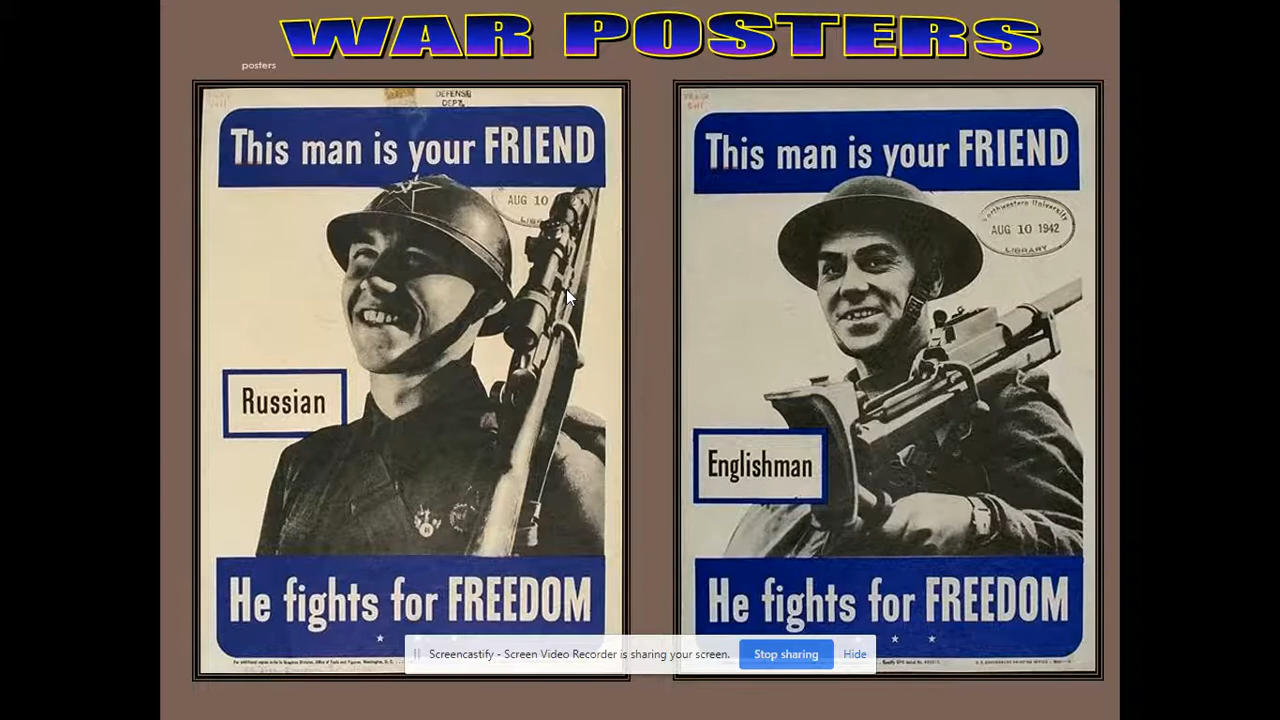 WAR POSTERS
posters
DEFENSE
DEPT.
This man is your FRIEND
AUG 10
LIB
Russian
He fights for FREEDOM
This man is your FRIEND
Northwestern University
AUG 10 1942
LIBRARY
Englishman
He fights for FREEDOM
Screencastify - Screen Video Recorder is sharing your screen.
Stop sharing
Hide